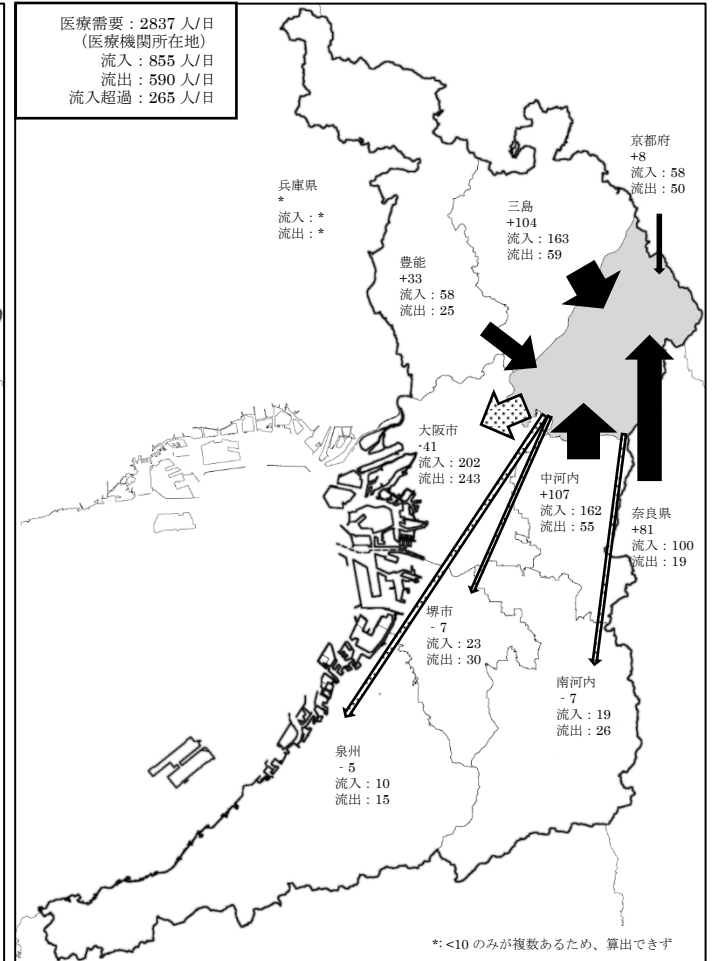 医療需要：2837 人/日
（医療機関所在地）
流入：855 人/日
流出：590 人/日
流入超過：265 人/日
京都府
+8
流入：58
流出：50
兵庫県
*
流入：*
流出：*
三島
+104
流入：163
流出：59
豊能
+33
流入：58
流出：25
大阪市
-41
流入：202
流出：243
中河内
+107
流入：162
流出：55
奈良県
+81
流入：100
流出：19
堺市
- 7
流入：23
流出：30
南河内
- 7
流入：19
流出：26
泉州
- 5
流入：10
流出：15
*: <10 のみが複数あるため、算出できず